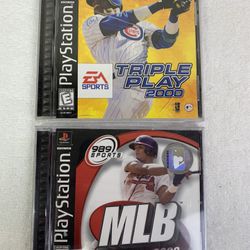 PlayStation
EA
SPORTS
TRIPLE
PLAY
2000
E
PlayStation
989
SPORTS
MLB